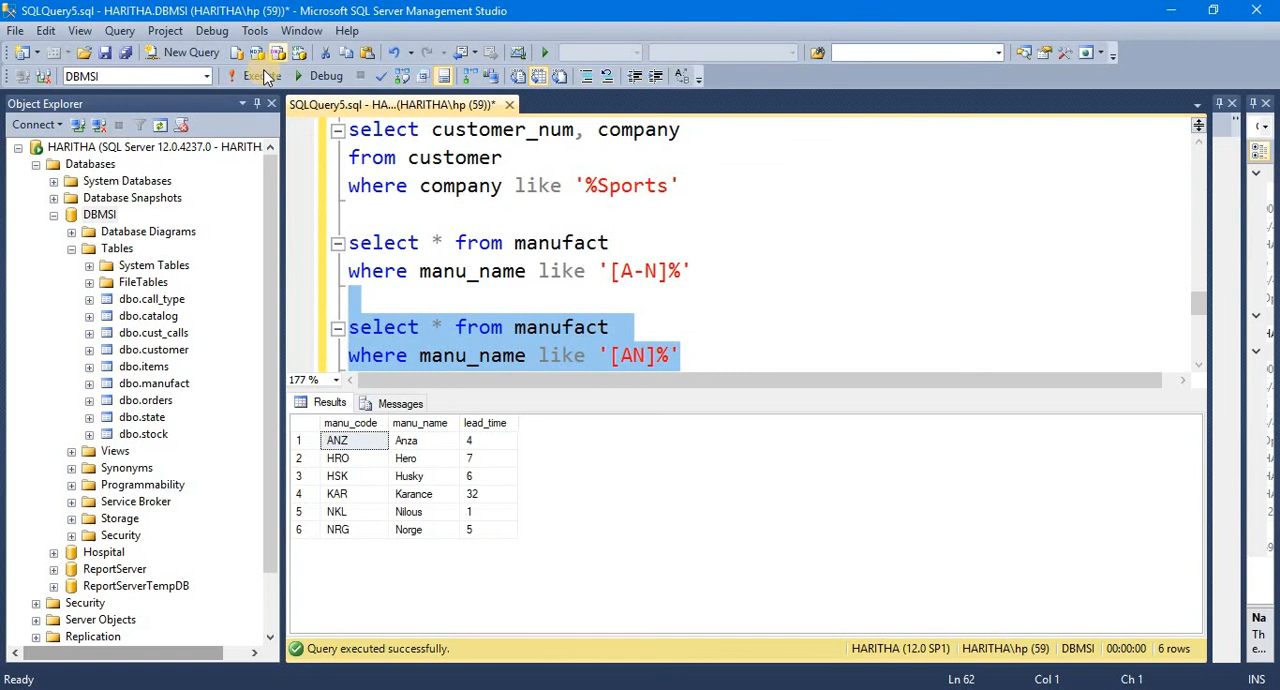 SQLQuery5.sql - HARITHA.DBMSI (HARITHA\hp (59))* - Microsoft SQL Server Management Studio
File Edit View Query Project Debug Tools Window Help
New Query
DBMSI Execute Debug
Object Explorer
SQLQuery5.sql - HA...(HARITHA\hp (59))*
Connect
HARITHA (SQL Server 12.0.4237.0 - HARITH
Databases
System Databases
Database Snapshots
DBMSI
Database Diagrams
Tables
System Tables
FileTables
dbo.call_type
dbo.catalog
dbo.cust_calls
dbo.customer
dbo.items
dbo.manufact
dbo.orders
dbo.state
dbo.stock
Views
Synonyms
Programmability
Service Broker
Storage
Security
Hospital
ReportServer
ReportServerTempDB
Security
Server Objects
Replication
select customer_num, company
from customer
where company like '%Sports'
select * from manufact
where manu_name like '[A-N]%'
select * from manufact
where manu_name like '[AN]%'
177 %
Results Messages
manu_code manu_name lead_time
1 ANZ Anza 4
2 HRO Hero 7
3 HSK Husky 6
4 KAR Karance 32
5 NKL Nilous 1
6 NRG Norge 5
Query executed successfully. HARITHA (12.0 SP1) HARITHA\hp (59) DBMSI 00:00:00 6 rows
Na
Th
e...
Ready Ln 62 Col 1 Ch 1 INS